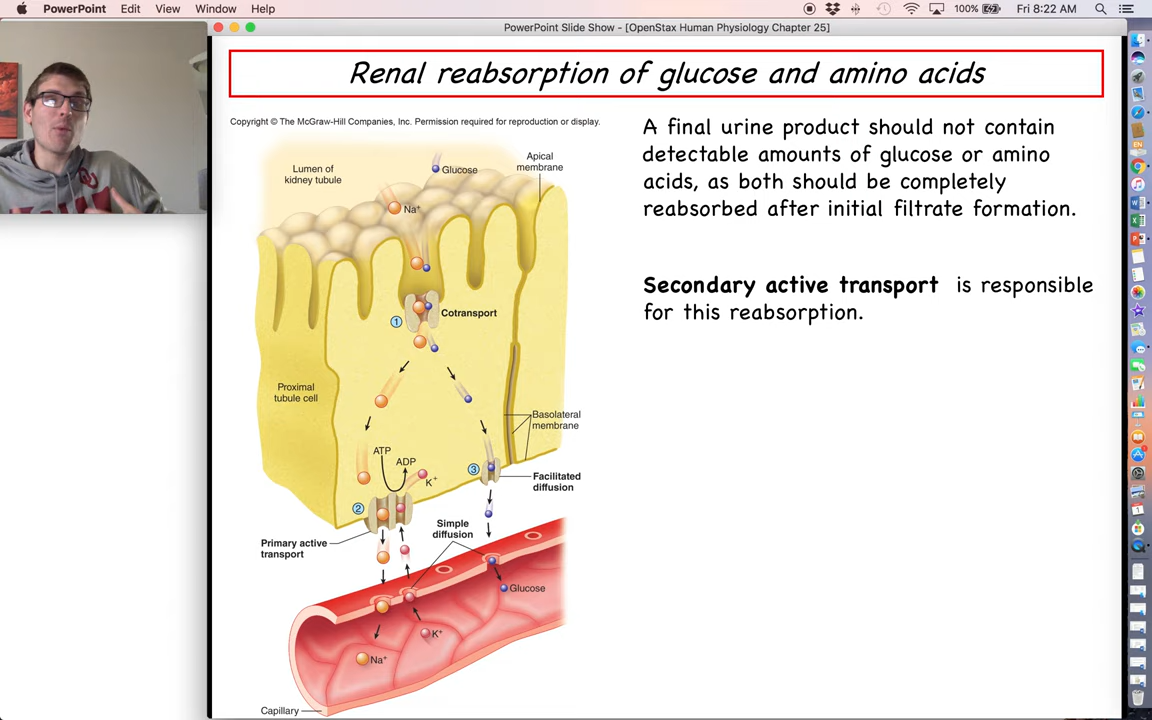 PowerPoint Edit View Window Help
100% Fri 8:22 AM
PowerPoint Slide Show - [OpenStax Human Physiology Chapter 25]
Renal reabsorption of glucose and amino acids
Copyright © The McGraw-Hill Companies, Inc. Permission required for reproduction or display.
Lumen of
kidney tubule
Glucose
Apical
membrane
Na+
Cotransport
1
Proximal
tubule cell
Basolateral
membrane
ATP
ADP
K+
3
Facilitated
diffusion
2
Simple
diffusion
Primary active
transport
Glucose
K+
Na+
Capillary
A final urine product should not contain
detectable amounts of glucose or amino
acids, as both should be completely
reabsorbed after initial filtrate formation.
Secondary active transport is responsible
for this reabsorption.